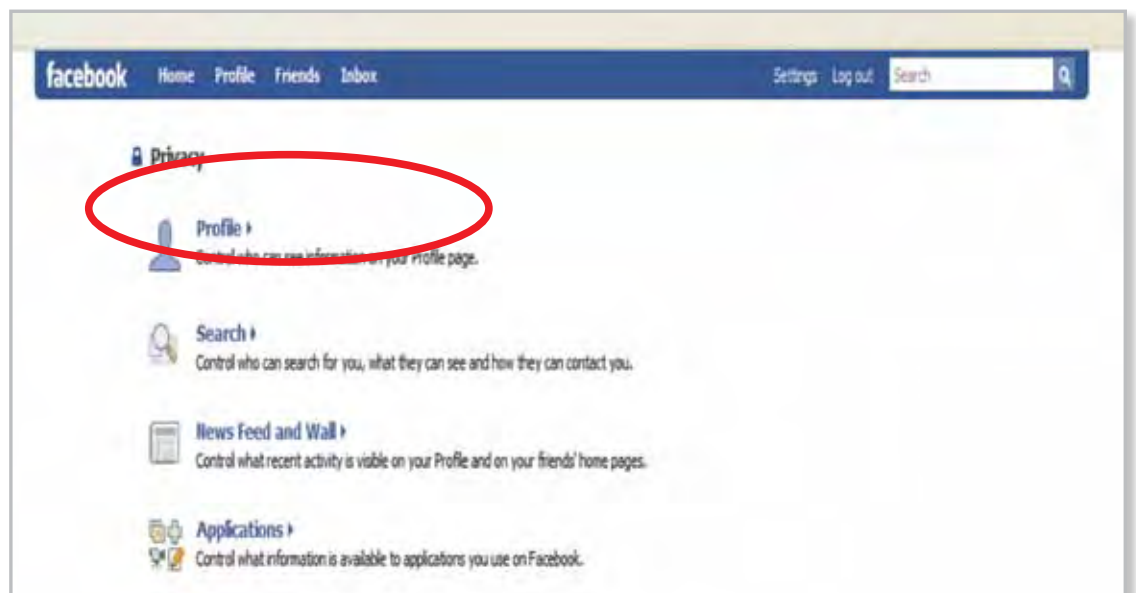 facebook Home Profile Friends Inbox Settings Log out Search
Privacy
Profile
Control who can see information on your Profile page.
Search
Control who can search for you, what they can see and how they can contact you.
News Feed and Wall
Control what recent activity is visible on your Profile and on your friends' home pages.
Applications
Control what information is available to applications you use on Facebook.